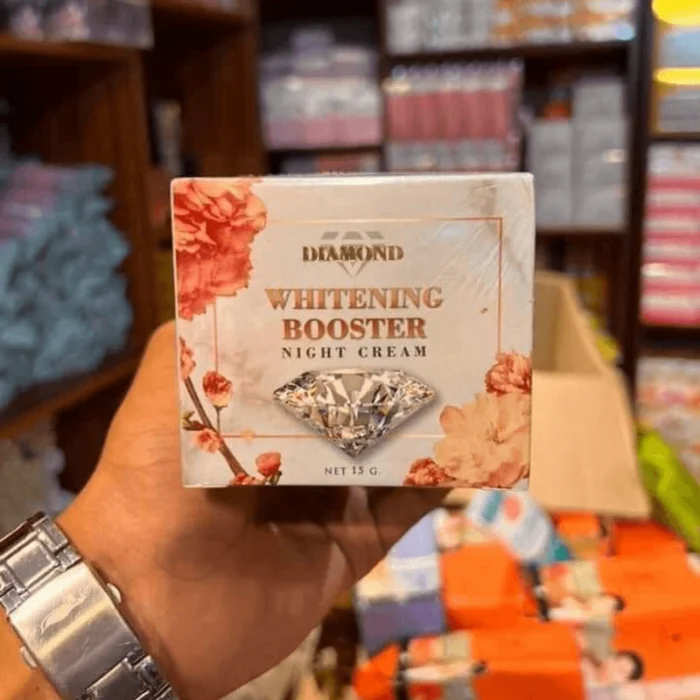 DIAMOND
WHITENING
BOOSTER
NIGHT CREAM
NET 15 G.